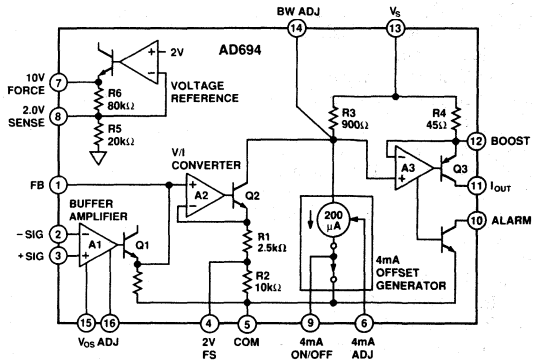 BW ADJ
V_S
14
13
AD694
2V
10V FORCE
7
VOLTAGE REFERENCE
R6 80kΩ
2.0V SENSE
8
R5 20kΩ
R3 900Ω
R4 45Ω
12
BOOST
V/I CONVERTER
A3
Q3
11
I_OUT
FB
1
A2
Q2
BUFFER AMPLIFIER
200 μA
10
ALARM
−SIG
2
A1
Q1
R1 2.5kΩ
+SIG
3
4mA OFFSET GENERATOR
R2 10kΩ
15
16
4
5
9
6
V_OS ADJ
2V FS
COM
4mA ON/OFF
4mA ADJ